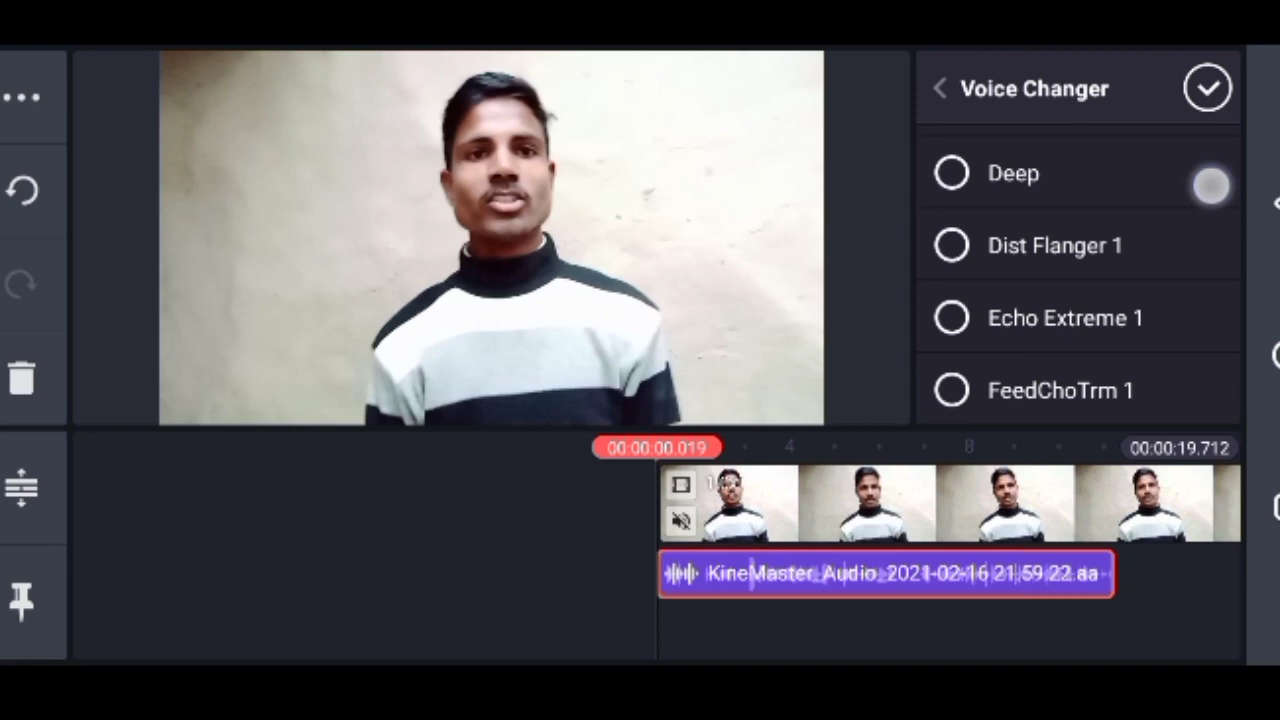 Voice Changer
Deep
Dist Flanger 1
Echo Extreme 1
FeedChoTrm 1
00:00:00.019
4
8
00:00:19.712
KineMaster_Audio_2021-02-16 21.59.22.aa